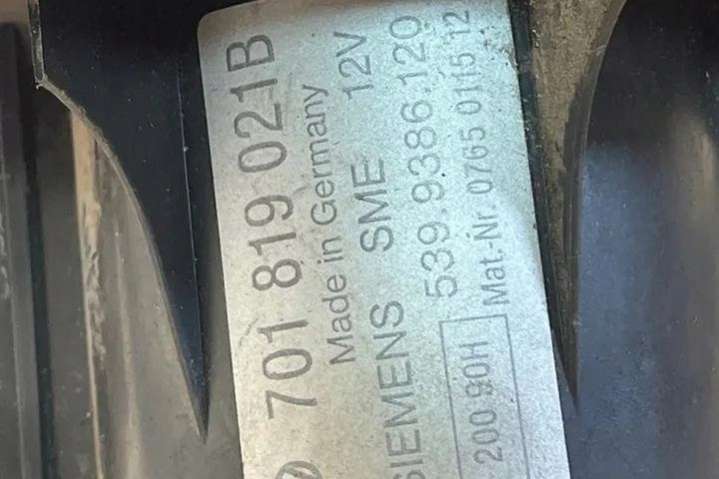 701 819 021B
Made in Germany
SIEMENS SME 12V
539.9386.120
200 90H Mat.-Nr. 0765 0115 12